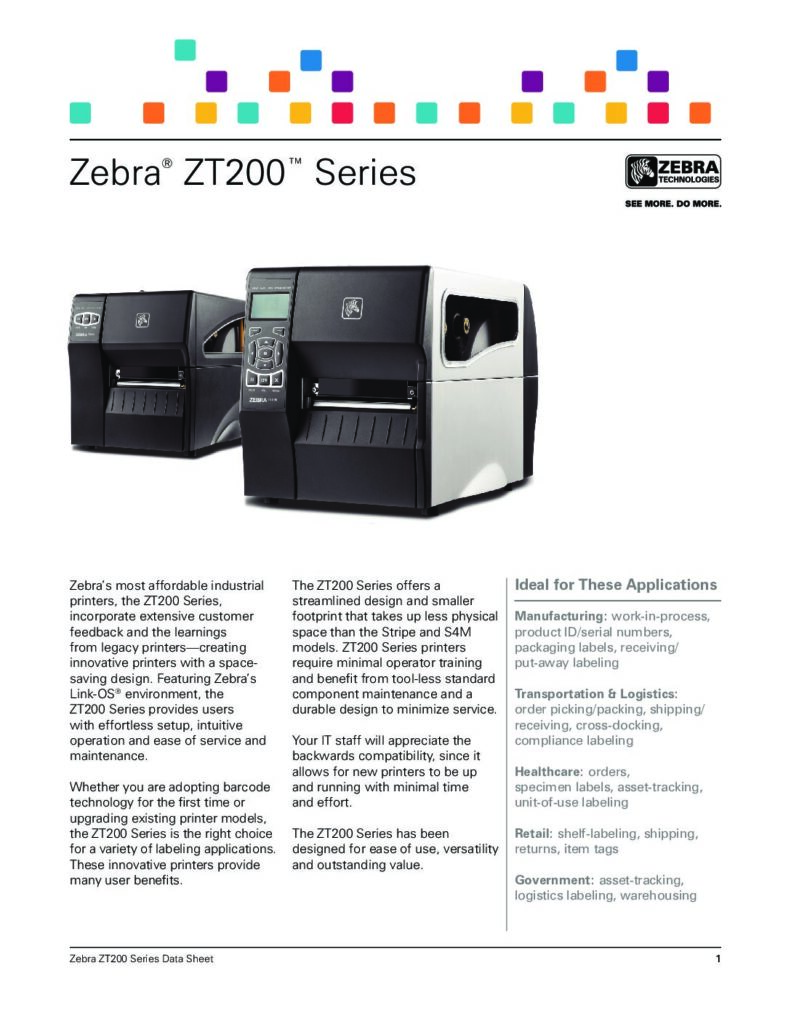 Zebra® ZT200™ Series
ZEBRA
TECHNOLOGIES
SEE MORE. DO MORE.
ZEBRA
Zebra's most affordable industrial
printers, the ZT200 Series,
incorporate extensive customer
feedback and the learnings
from legacy printers—creating
innovative printers with a space-
saving design. Featuring Zebra's
Link-OS® environment, the
ZT200 Series provides users
with effortless setup, intuitive
operation and ease of service and
maintenance.
Whether you are adopting barcode
technology for the first time or
upgrading existing printer models,
the ZT200 Series is the right choice
for a variety of labeling applications.
These innovative printers provide
many user benefits.
The ZT200 Series offers a
streamlined design and smaller
footprint that takes up less physical
space than the Stripe and S4M
models. ZT200 Series printers
require minimal operator training
and benefit from tool-less standard
component maintenance and a
durable design to minimize service.
Your IT staff will appreciate the
backwards compatibility, since it
allows for new printers to be up
and running with minimal time
and effort.
The ZT200 Series has been
designed for ease of use, versatility
and outstanding value.
Ideal for These Applications
Manufacturing: work-in-process,
product ID/serial numbers,
packaging labels, receiving/
put-away labeling
Transportation & Logistics:
order picking/packing, shipping/
receiving, cross-docking,
compliance labeling
Healthcare: orders,
specimen labels, asset-tracking,
unit-of-use labeling
Retail: shelf-labeling, shipping,
returns, item tags
Government: asset-tracking,
logistics labeling, warehousing
Zebra ZT200 Series Data Sheet
1